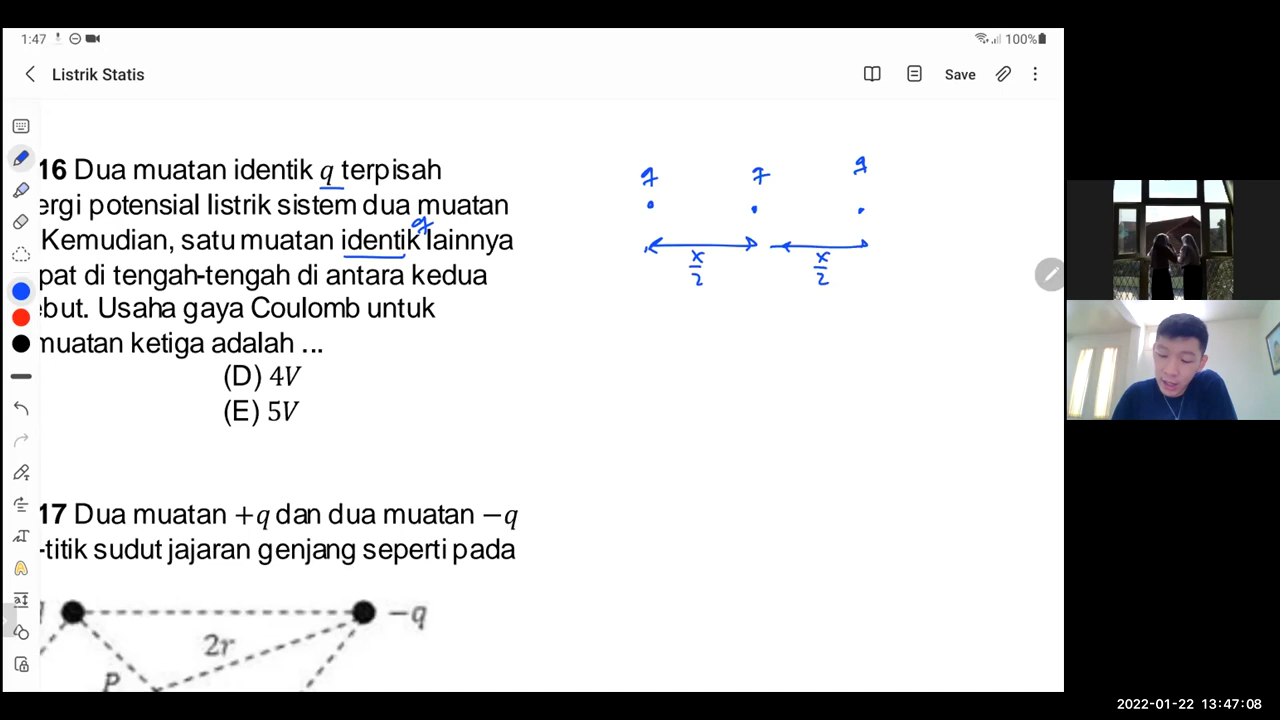 1:47
100%
Listrik Statis
Save
16 Dua muatan identik q terpisah
ergi potensial listrik sistem dua muatan
Kemudian, satu muatan identik q lainnya
pat di tengah-tengah di antara kedua
but. Usaha gaya Coulomb untuk
muatan ketiga adalah ...
(D) 4V
(E) 5V
q q q
x/2 x/2
17 Dua muatan +q dan dua muatan −q
-titik sudut jajaran genjang seperti pada
−q
2r
P
2022-01-22 13:47:08